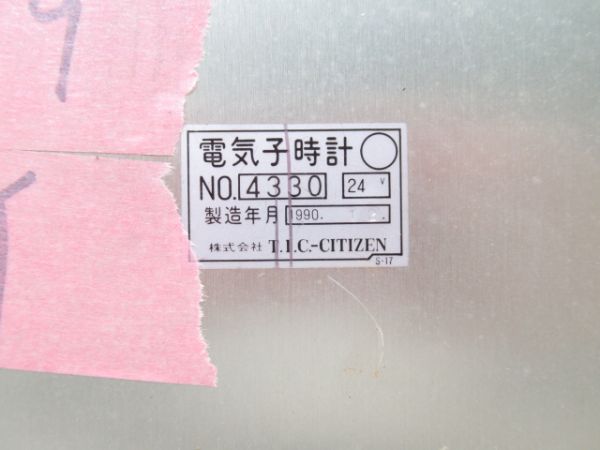 9
電気子時計
NO. 4330 24 V
製造年月 1990.
株式会社 T.I.C.-CITIZEN
S-17